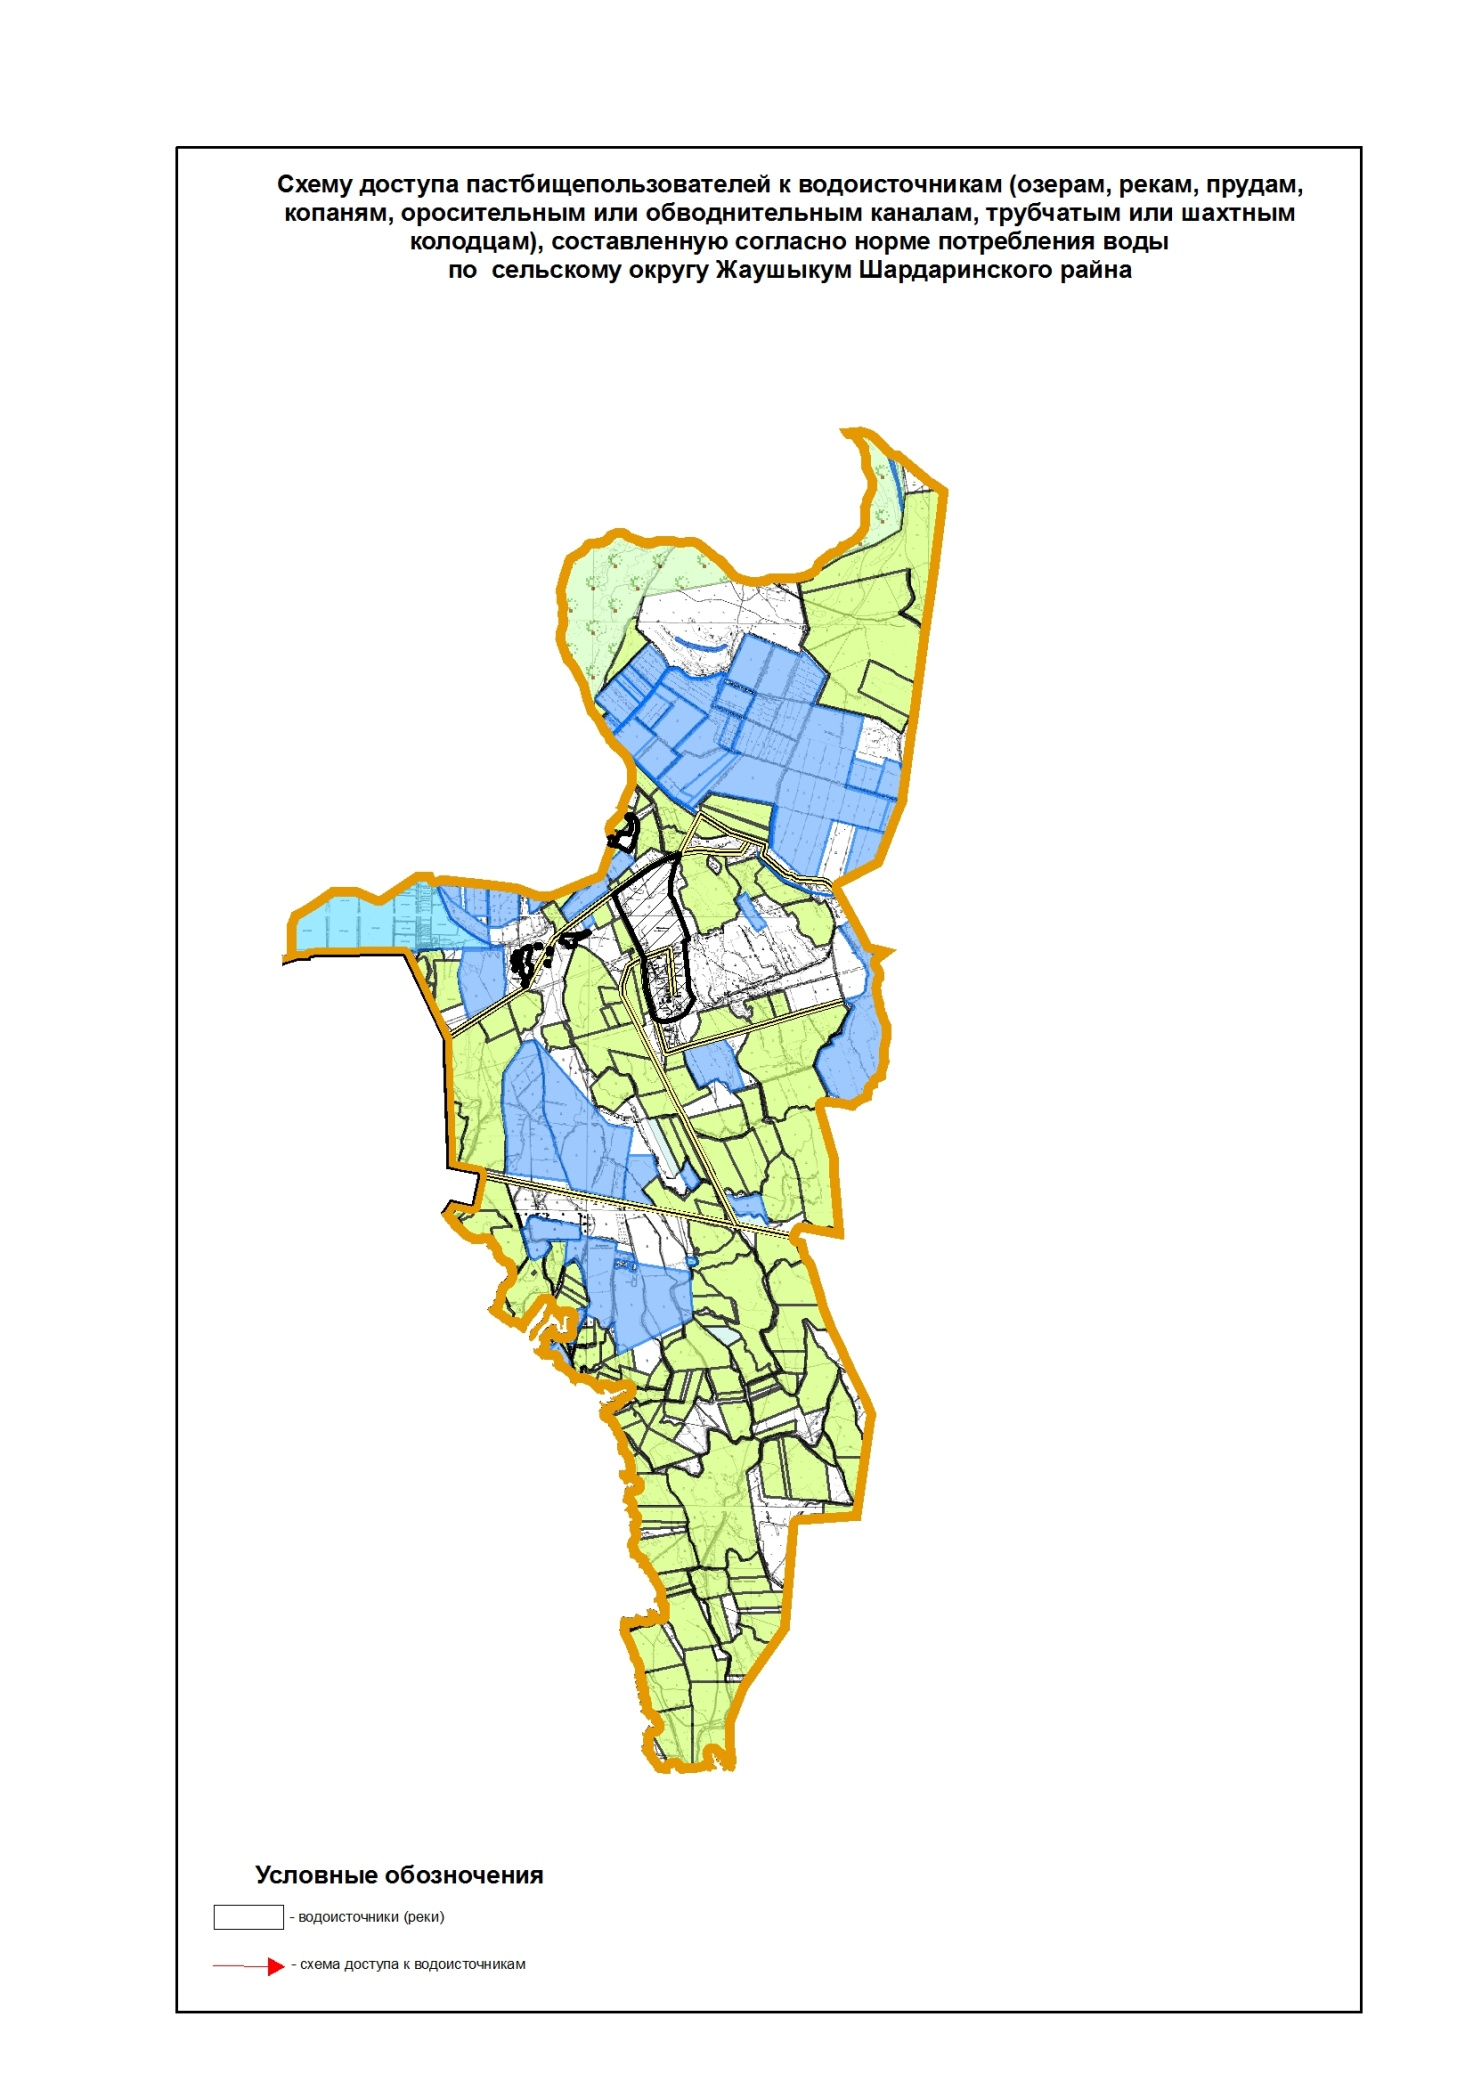 Схему доступа пастбищепользователей к водоисточникам (озерам, рекам, прудам,
копаням, оросительным или обводнительным каналам, трубчатым или шахтным
колодцам), составленную согласно норме потребления воды
по сельскому округу Жаушыкум Шардаринского райна
Условные обозночения
- водоисточники (реки)
- схема доступа к водоисточникам